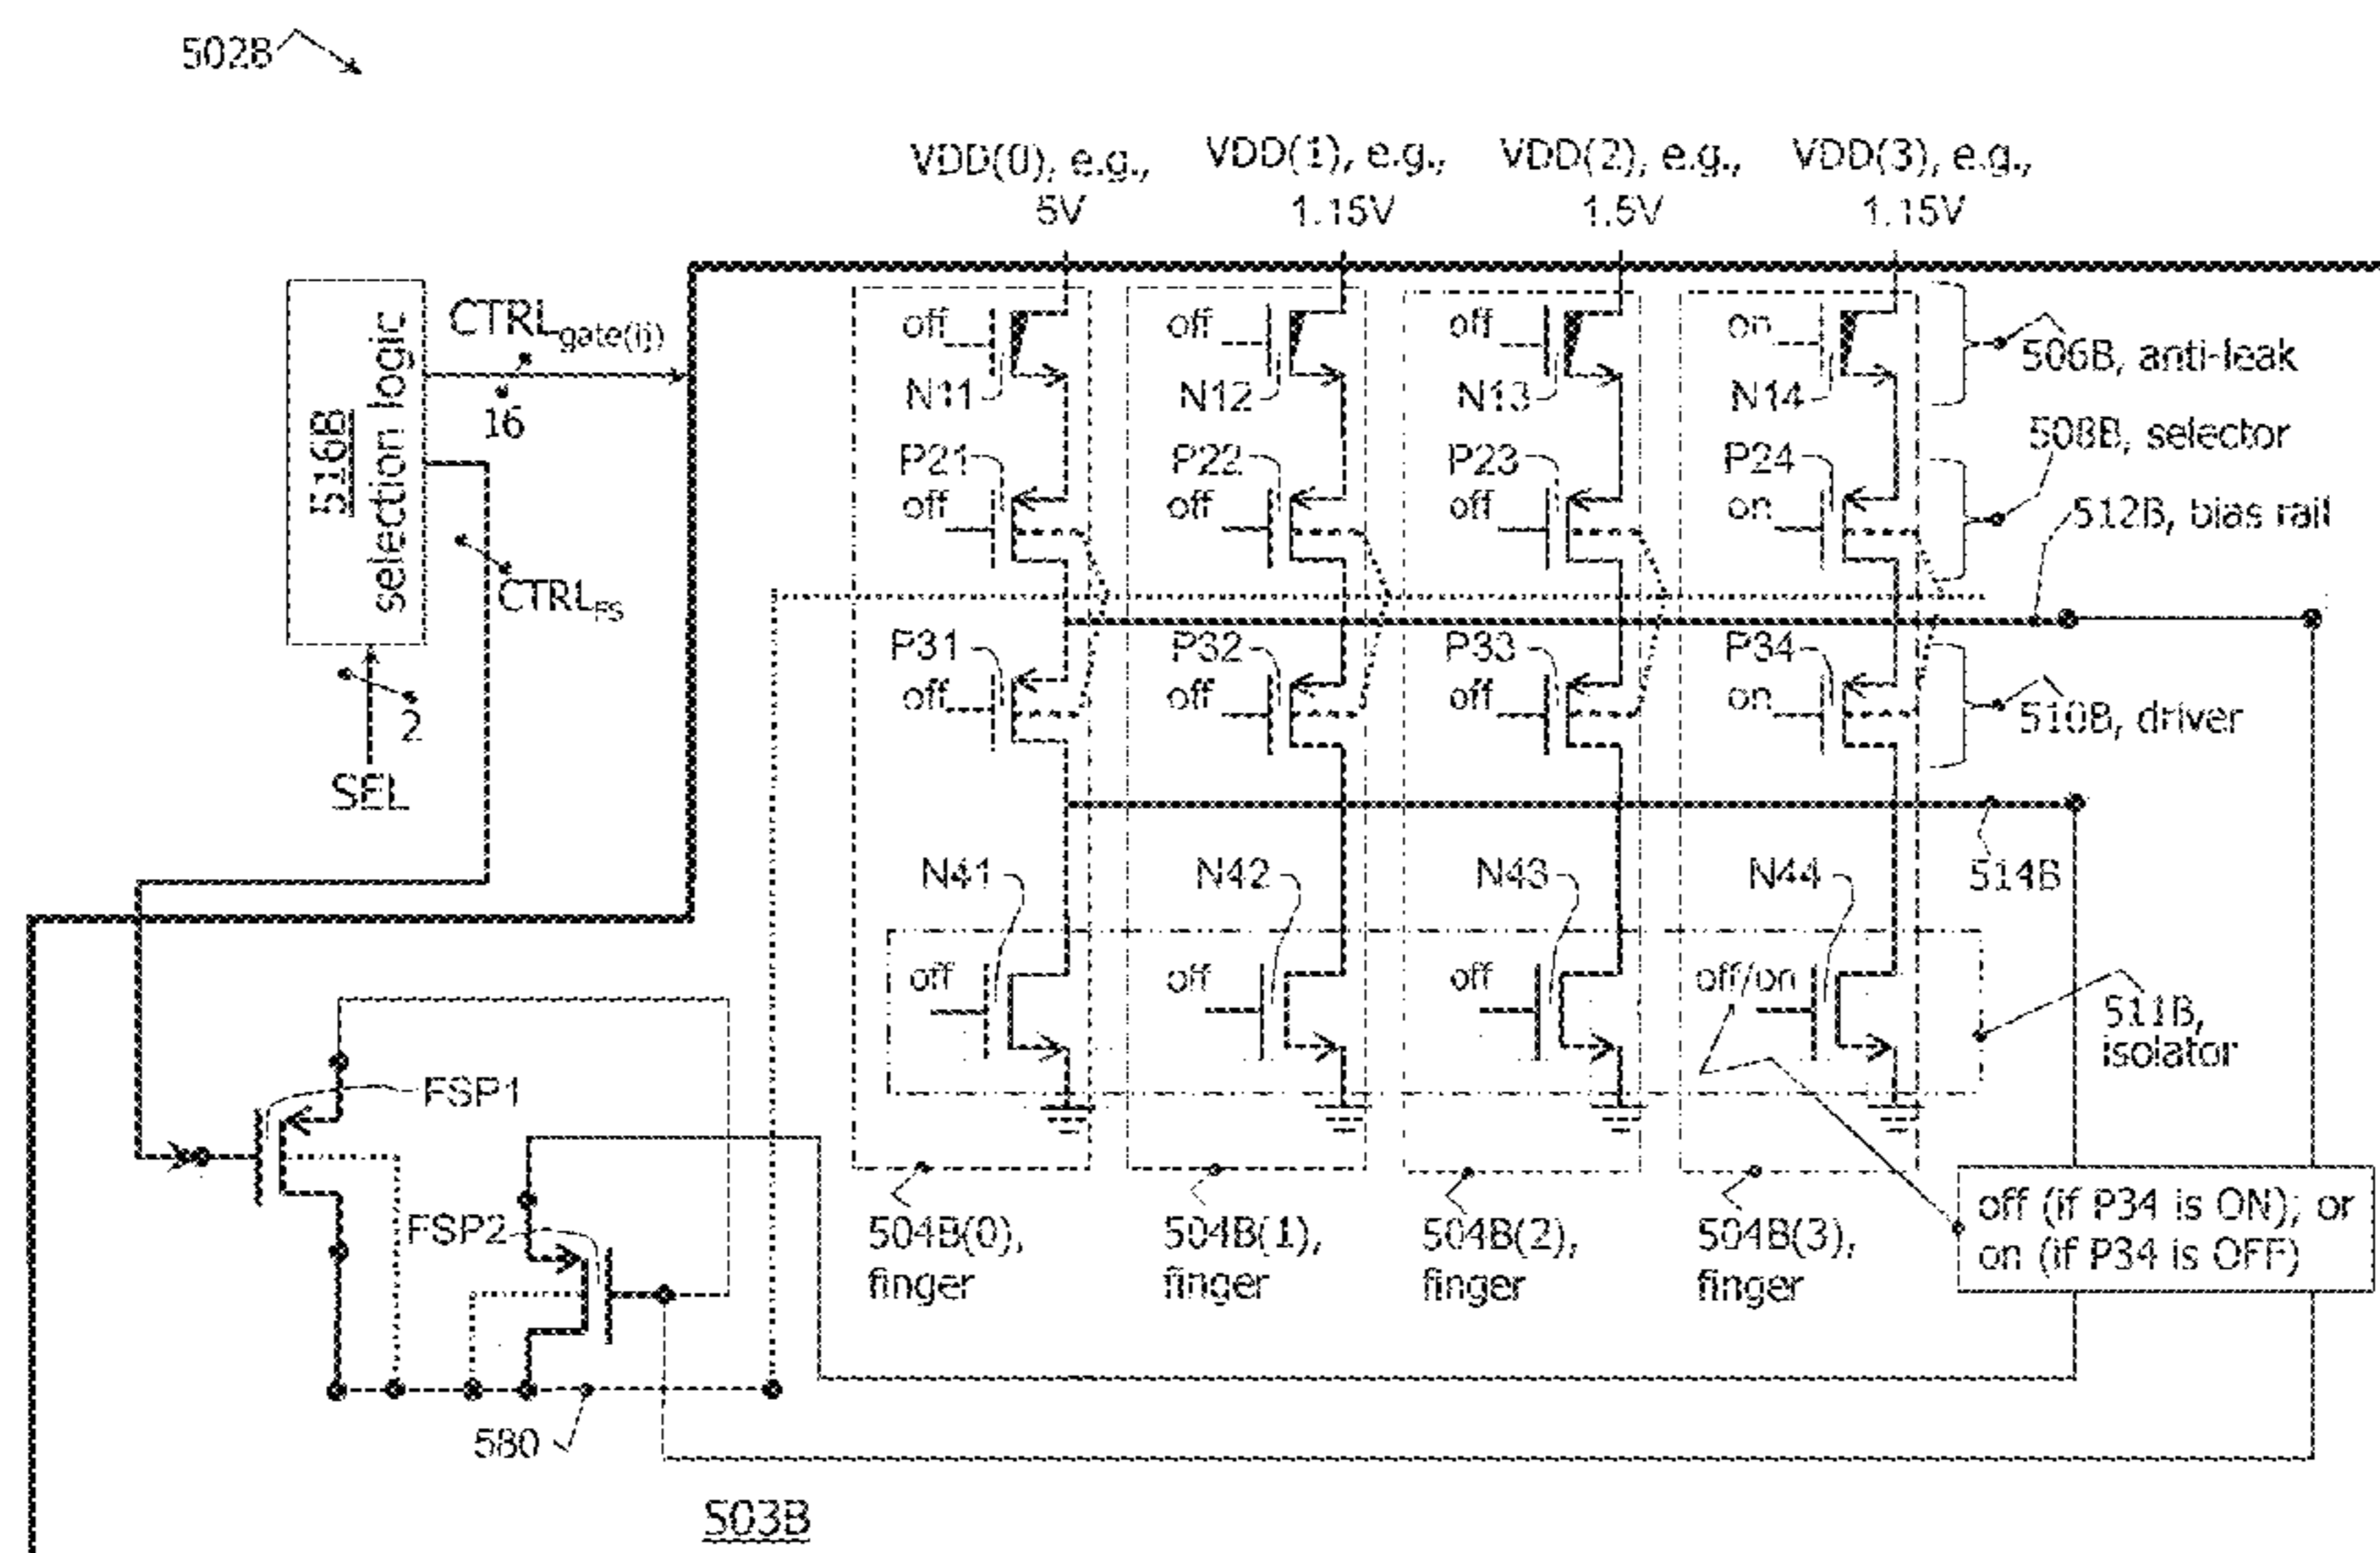 502B
VDD(0), e.g., 5V
VDD(1), e.g., 1.15V
VDD(2), e.g., 1.5V
VDD(3), e.g., 1.15V
516B
selection logic
CTRLgate(ij)
16
CTRLFS
2
SEL
off
N11
off
N12
off
N13
on
N14
506B, anti-leak
P21
off
P22
off
P23
off
P24
on
508B, selector
512B, bias rail
P31
off
P32
off
P33
off
P34
on
510B, driver
514B
N41
off
N42
off
N43
off
N44
off/on
511B,
isolator
FSP1
FSP2
504B(0),
finger
504B(1),
finger
504B(2),
finger
504B(3),
finger
off (if P34 is ON); or
on (if P34 is OFF)
580
503B